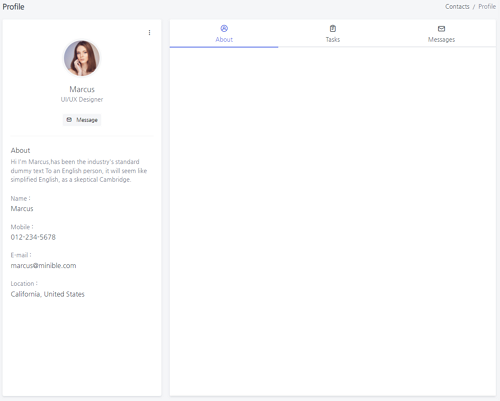 Profile
Contacts / Profile
Marcus
UI/UX Designer
Message
About
Hi I'm Marcus,has been the industry's standard
dummy text To an English person, it will seem like
simplified English, as a skeptical Cambridge.
Name :
Marcus
Mobile :
012-234-5678
E-mail :
marcus@minible.com
Location :
California, United States
About
Tasks
Messages